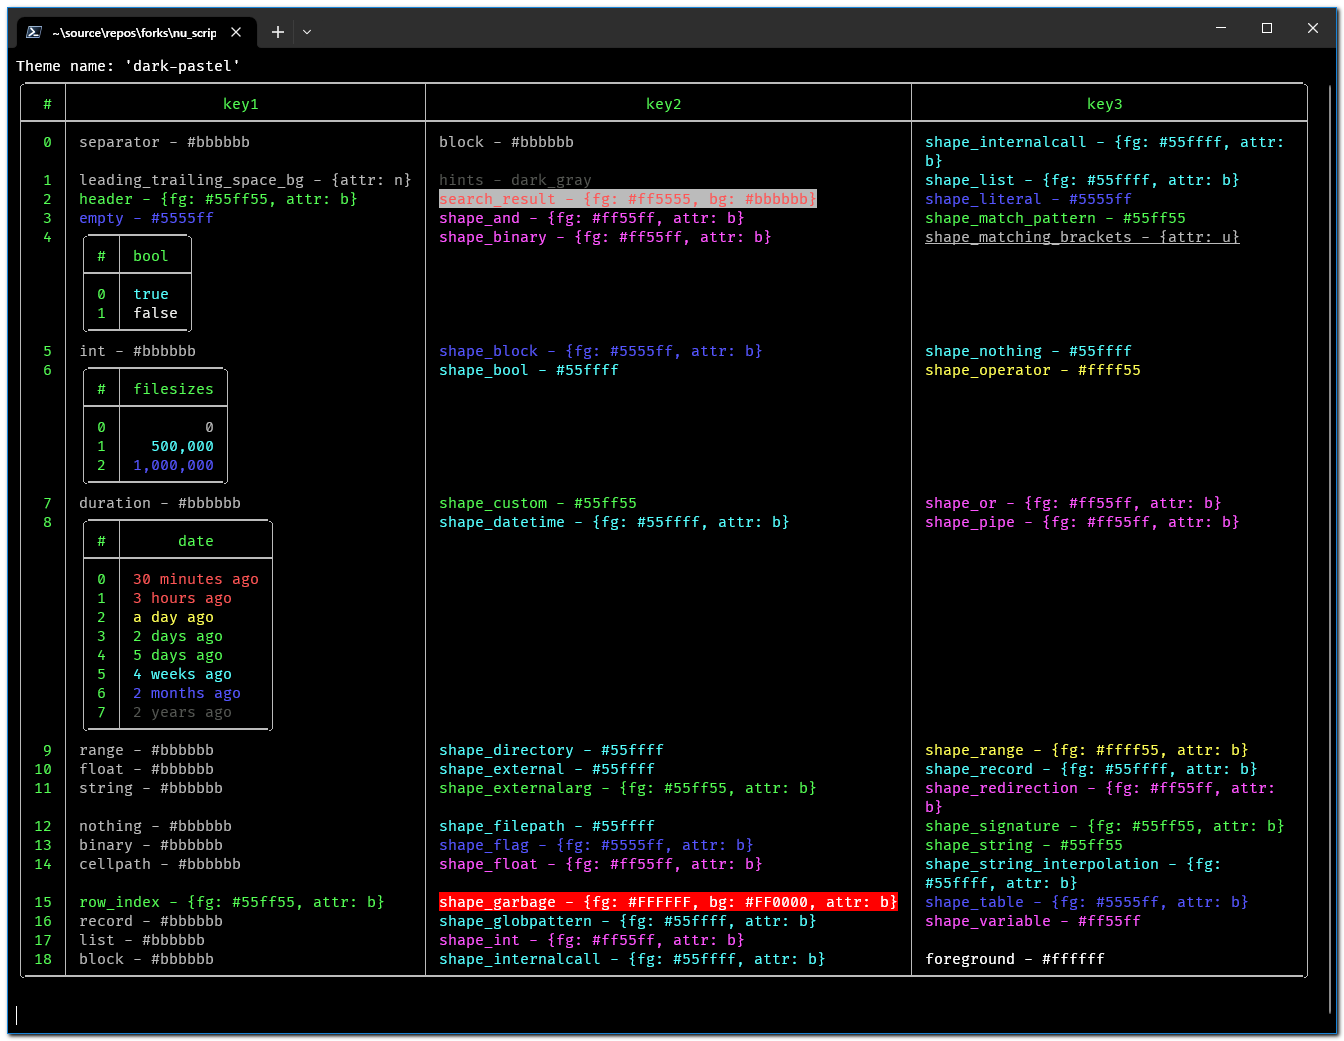 ~\source\repos\forks\nu_scrip
Theme name: 'dark-pastel'
# key1 key2 key3
0 separator - #bbbbbb block - #bbbbbb shape_internalcall - {fg: #55ffff, attr:
b}
1 leading_trailing_space_bg - {attr: n} hints - dark_gray shape_list - {fg: #55ffff, attr: b}
2 header - {fg: #55ff55, attr: b} search_result - {fg: #ff5555, bg: #bbbbbb} shape_literal - #5555ff
3 empty - #5555ff shape_and - {fg: #ff55ff, attr: b} shape_match_pattern - #55ff55
4 shape_binary - {fg: #ff55ff, attr: b} shape_matching_brackets - {attr: u}
# bool
0 true
1 false
5 int - #bbbbbb shape_block - {fg: #5555ff, attr: b} shape_nothing - #55ffff
6 shape_bool - #55ffff shape_operator - #ffff55
# filesizes
0 0
1 500,000
2 1,000,000
7 duration - #bbbbbb shape_custom - #55ff55 shape_or - {fg: #ff55ff, attr: b}
8 shape_datetime - {fg: #55ffff, attr: b} shape_pipe - {fg: #ff55ff, attr: b}
# date
0 30 minutes ago
1 3 hours ago
2 a day ago
3 2 days ago
4 5 days ago
5 4 weeks ago
6 2 months ago
7 2 years ago
9 range - #bbbbbb shape_directory - #55ffff shape_range - {fg: #ffff55, attr: b}
10 float - #bbbbbb shape_external - #55ffff shape_record - {fg: #55ffff, attr: b}
11 string - #bbbbbb shape_externalarg - {fg: #55ff55, attr: b} shape_redirection - {fg: #ff55ff, attr:
b}
12 nothing - #bbbbbb shape_filepath - #55ffff shape_signature - {fg: #55ff55, attr: b}
13 binary - #bbbbbb shape_flag - {fg: #5555ff, attr: b} shape_string - #55ff55
14 cellpath - #bbbbbb shape_float - {fg: #ff55ff, attr: b} shape_string_interpolation - {fg:
#55ffff, attr: b}
15 row_index - {fg: #55ff55, attr: b} shape_garbage - {fg: #FFFFFF, bg: #FF0000, attr: b} shape_table - {fg: #5555ff, attr: b}
16 record - #bbbbbb shape_globpattern - {fg: #55ffff, attr: b} shape_variable - #ff55ff
17 list - #bbbbbb shape_int - {fg: #ff55ff, attr: b}
18 block - #bbbbbb shape_internalcall - {fg: #55ffff, attr: b} foreground - #ffffff